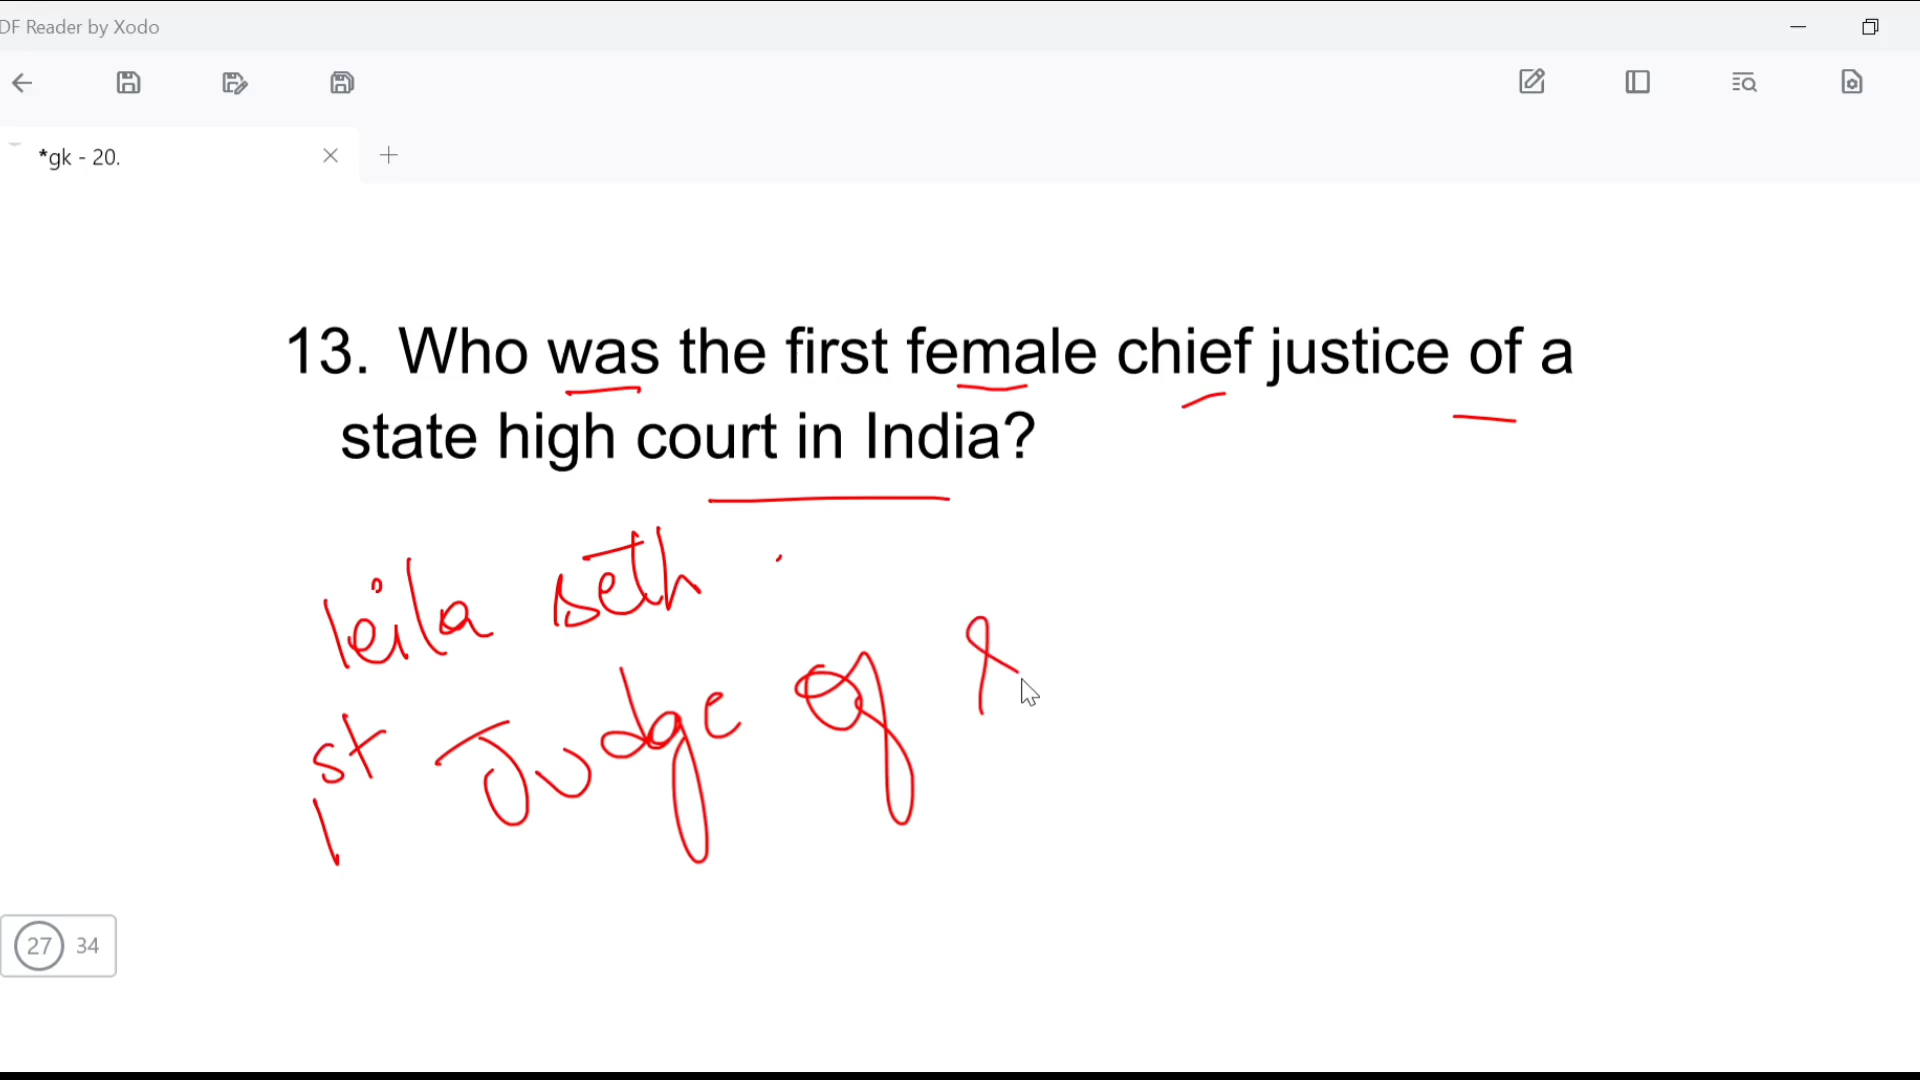 DF Reader by Xodo
*gk - 20.
13. Who was the first female chief justice of a
state high court in India?
leila seth
1st Judge of
27 34